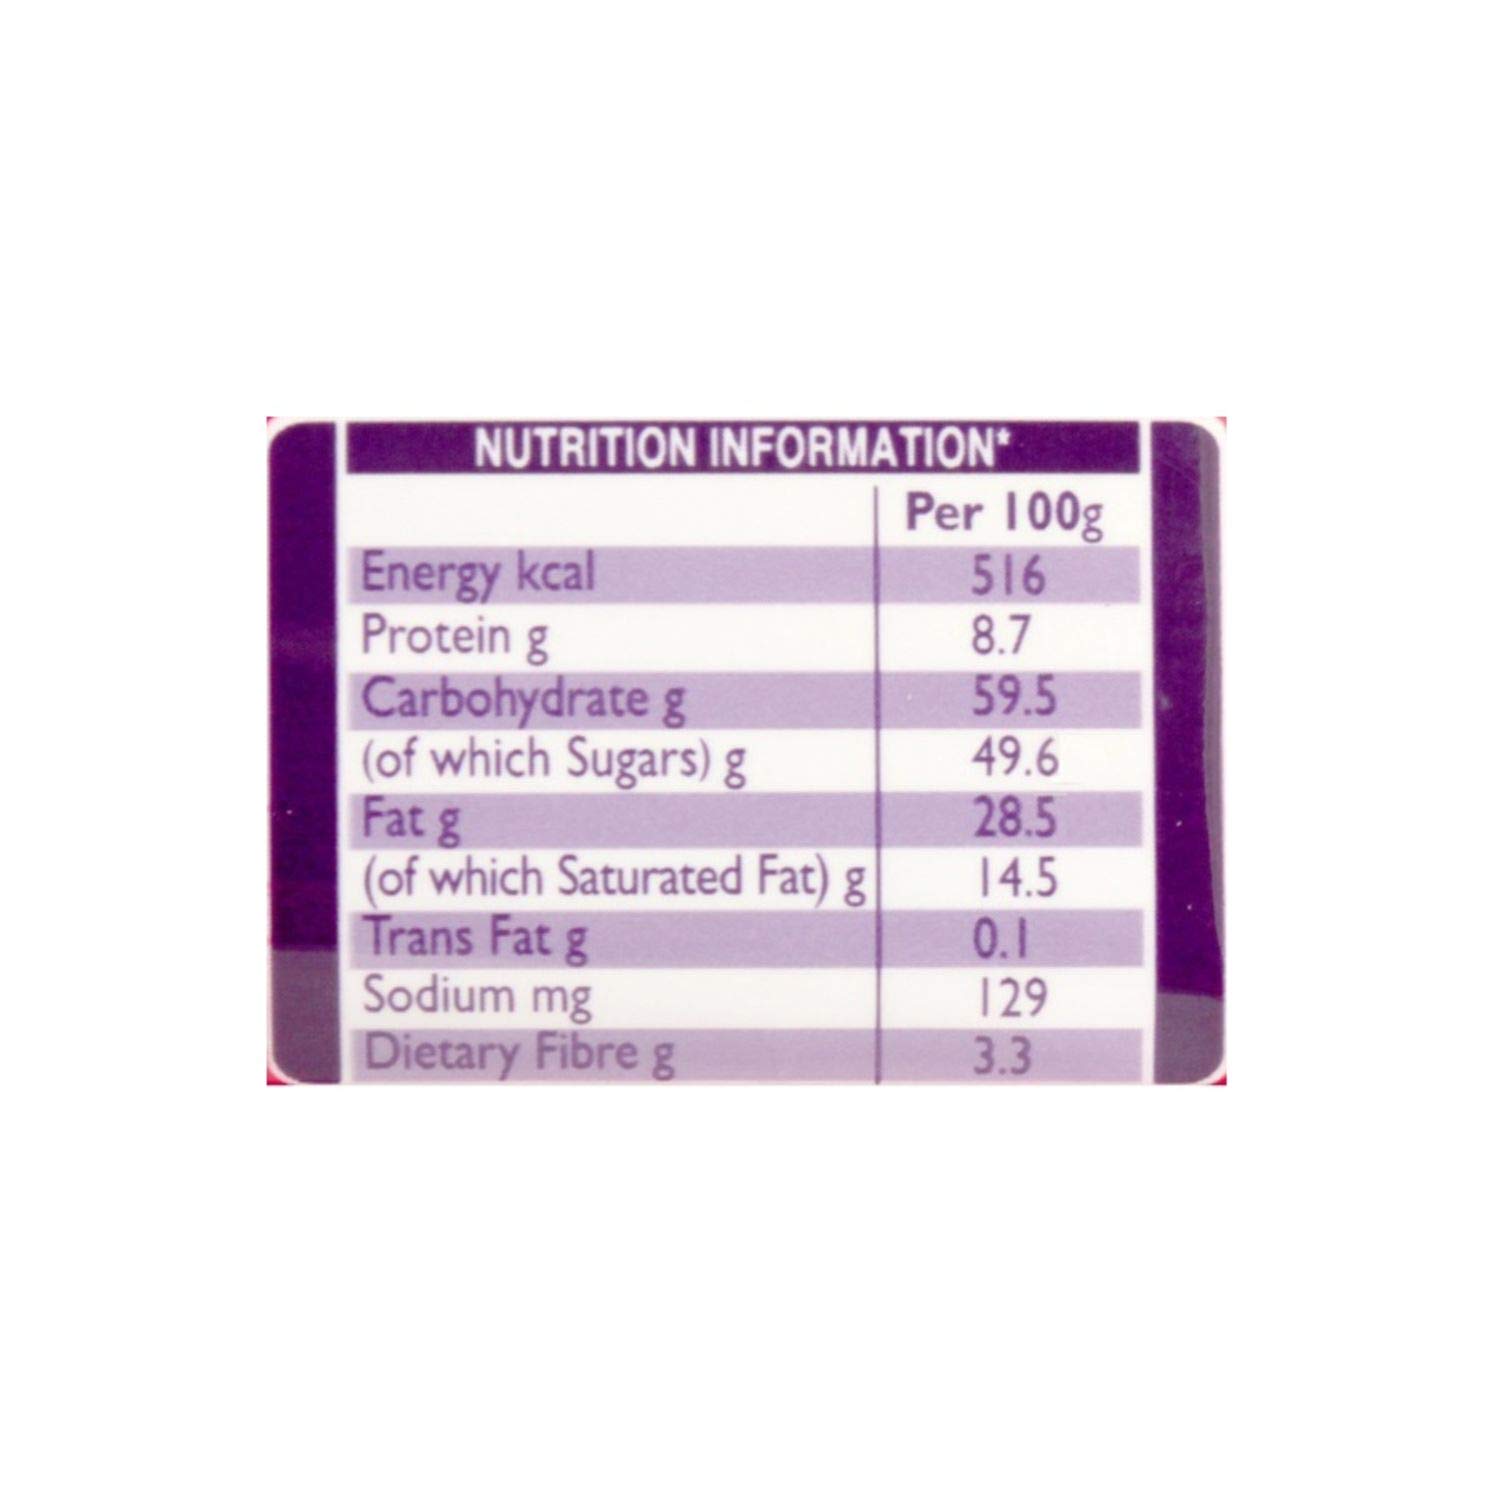 NUTRITION INFORMATION*
Per 100g
Energy kcal 516
Protein g 8.7
Carbohydrate g 59.5
(of which Sugars) g 49.6
Fat g 28.5
(of which Saturated Fat) g 14.5
Trans Fat g 0.1
Sodium mg 129
Dietary Fibre g 3.3